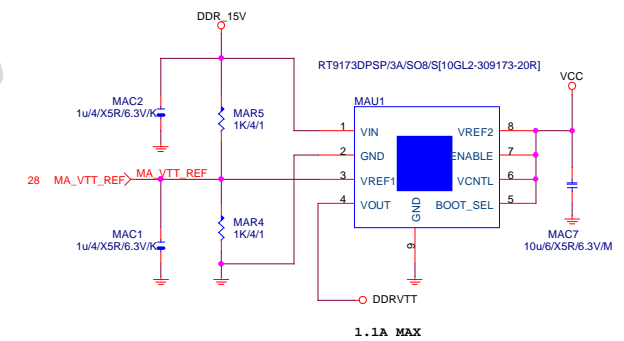 DDR_15V
RT9173DPSP/3A/SO8/S[10GL2-309173-20R]
VCC
MAC2
1u/4/X5R/6.3V/K
MAR5
1K/4/1
MAU1
1 VIN VREF2 8
2 GND ENABLE 7
28 MA_VTT_REF MA_VTT_REF 3 VREF1 VCNTL 6
4 VOUT BOOT_SEL 5
GND
9
MAC1
1u/4/X5R/6.3V/K
MAR4
1K/4/1
MAC7
10u/6/X5R/6.3V/M
DDRVTT
1.1A MAX